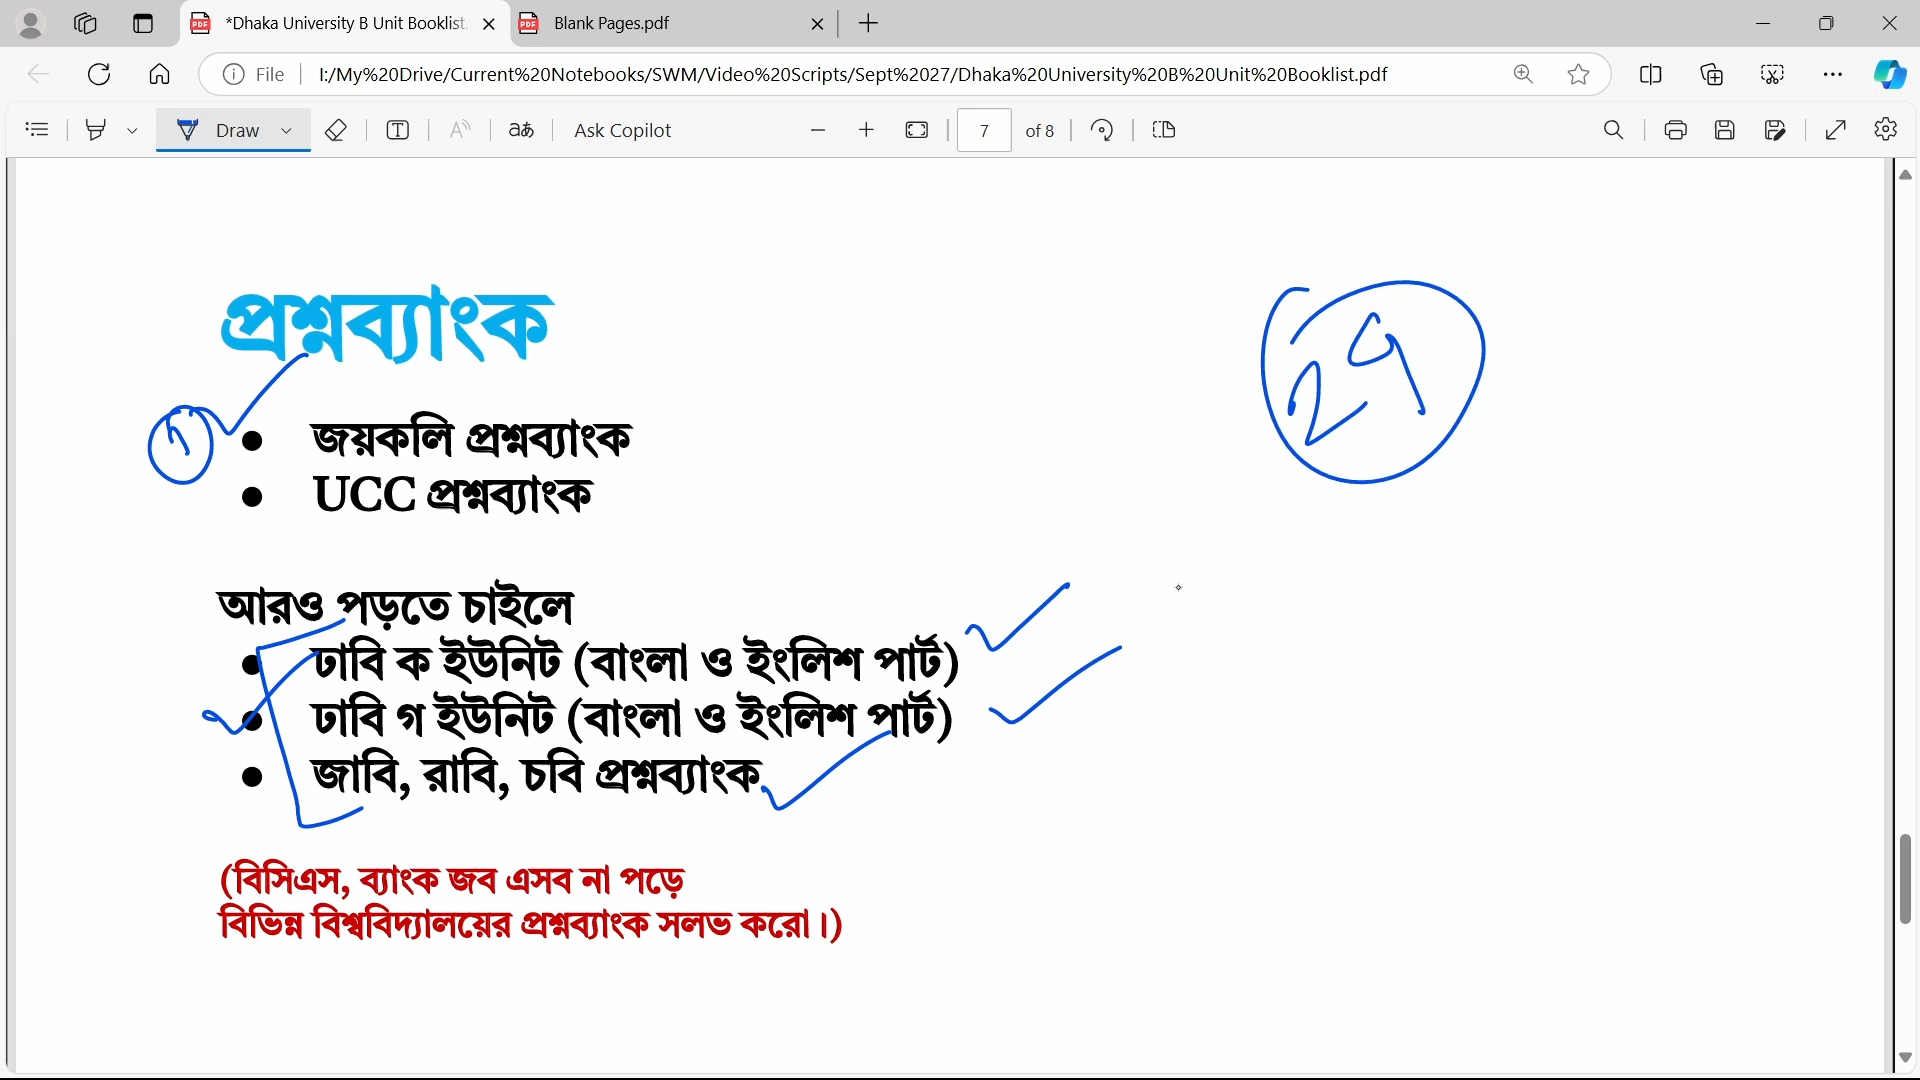 *Dhaka University B Unit Booklist.
Blank Pages.pdf
File
I:/My%20Drive/Current%20Notebooks/SWM/Video%20Scripts/Sept%2027/Dhaka%20University%20B%20Unit%20Booklist.pdf
Draw
aあ
Ask Copilot
7 of 8
প্রশ্নব্যাংক
● জয়কলি প্রশ্নব্যাংক
● UCC প্রশ্নব্যাংক
আরও পড়তে চাইলে
● ঢাবি ক ইউনিট (বাংলা ও ইংলিশ পার্ট)
● ঢাবি গ ইউনিট (বাংলা ও ইংলিশ পার্ট)
● জাবি, রাবি, চবি প্রশ্নব্যাংক
(বিসিএস, ব্যাংক জব এসব না পড়ে
বিভিন্ন বিশ্ববিদ্যালয়ের প্রশ্নব্যাংক সলভ করো।)